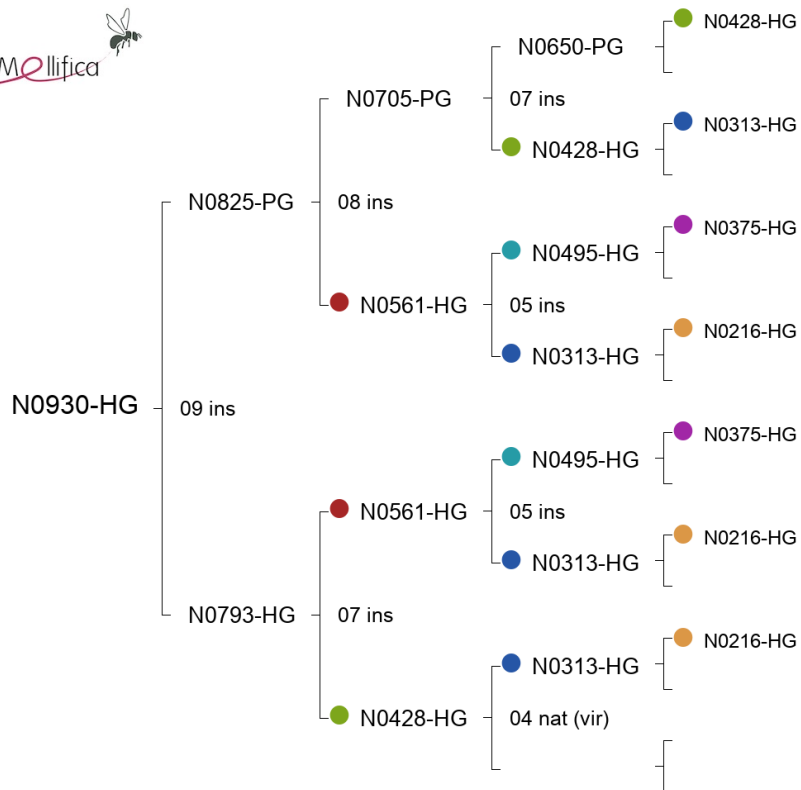 Mellifica
N0428-HG
N0650-PG
N0705-PG
07 ins
N0428-HG
N0313-HG
N0825-PG
08 ins
N0495-HG
N0375-HG
N0561-HG
05 ins
N0313-HG
N0216-HG
N0930-HG
09 ins
N0495-HG
N0375-HG
N0561-HG
05 ins
N0313-HG
N0216-HG
N0793-HG
07 ins
N0313-HG
N0216-HG
N0428-HG
04 nat (vir)